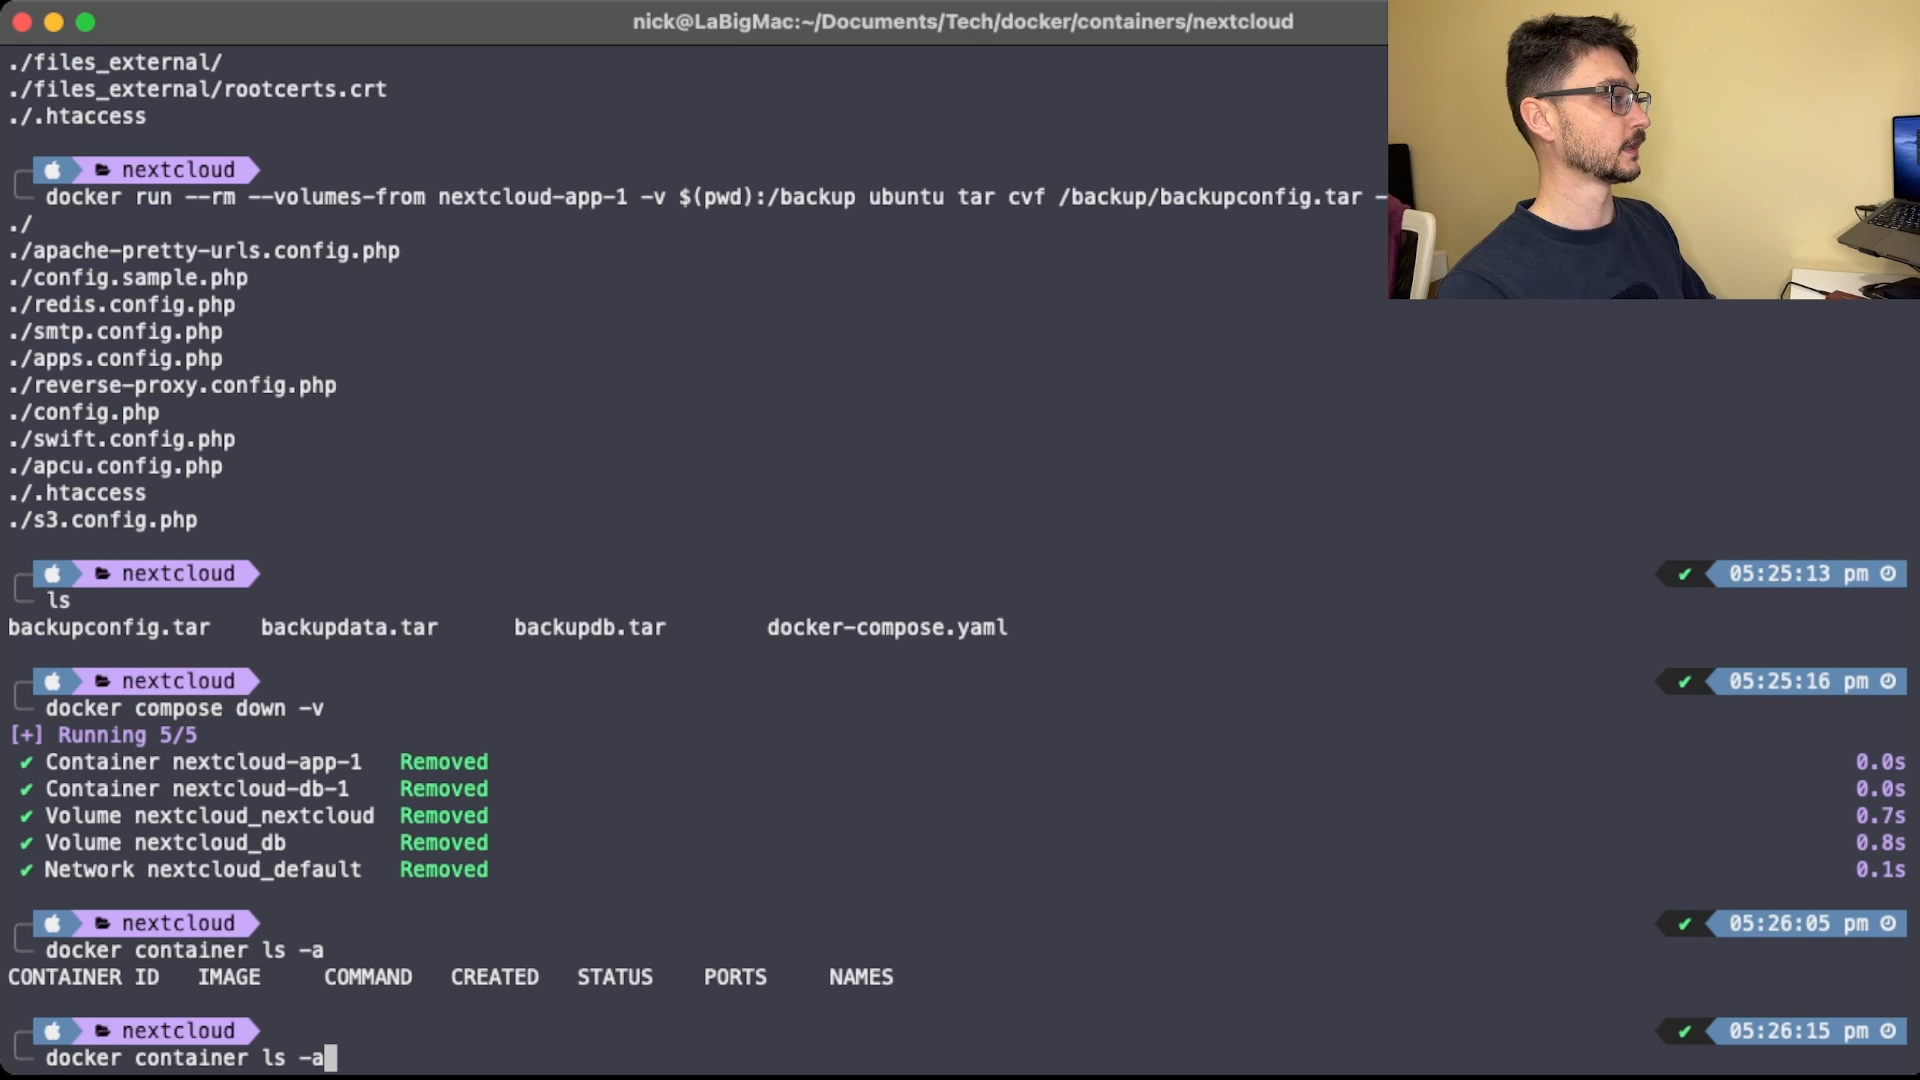 nick@LaBigMac:~/Documents/Tech/docker/containers/nextcloud
./files_external/
./files_external/rootcerts.crt
./.htaccess
nextcloud
docker run --rm --volumes-from nextcloud-app-1 -v $(pwd):/backup ubuntu tar cvf /backup/backupconfig.tar -
./
./apache-pretty-urls.config.php
./config.sample.php
./redis.config.php
./smtp.config.php
./apps.config.php
./reverse-proxy.config.php
./config.php
./swift.config.php
./apcu.config.php
./.htaccess
./s3.config.php
nextcloud ✔ 05:25:13 pm
ls
backupconfig.tar backupdata.tar backupdb.tar docker-compose.yaml
nextcloud ✔ 05:25:16 pm
docker compose down -v
[+] Running 5/5
✔ Container nextcloud-app-1 Removed 0.0s
✔ Container nextcloud-db-1 Removed 0.0s
✔ Volume nextcloud_nextcloud Removed 0.7s
✔ Volume nextcloud_db Removed 0.8s
✔ Network nextcloud_default Removed 0.1s
nextcloud ✔ 05:26:05 pm
docker container ls -a
CONTAINER ID IMAGE COMMAND CREATED STATUS PORTS NAMES
nextcloud ✔ 05:26:15 pm
docker container ls -a